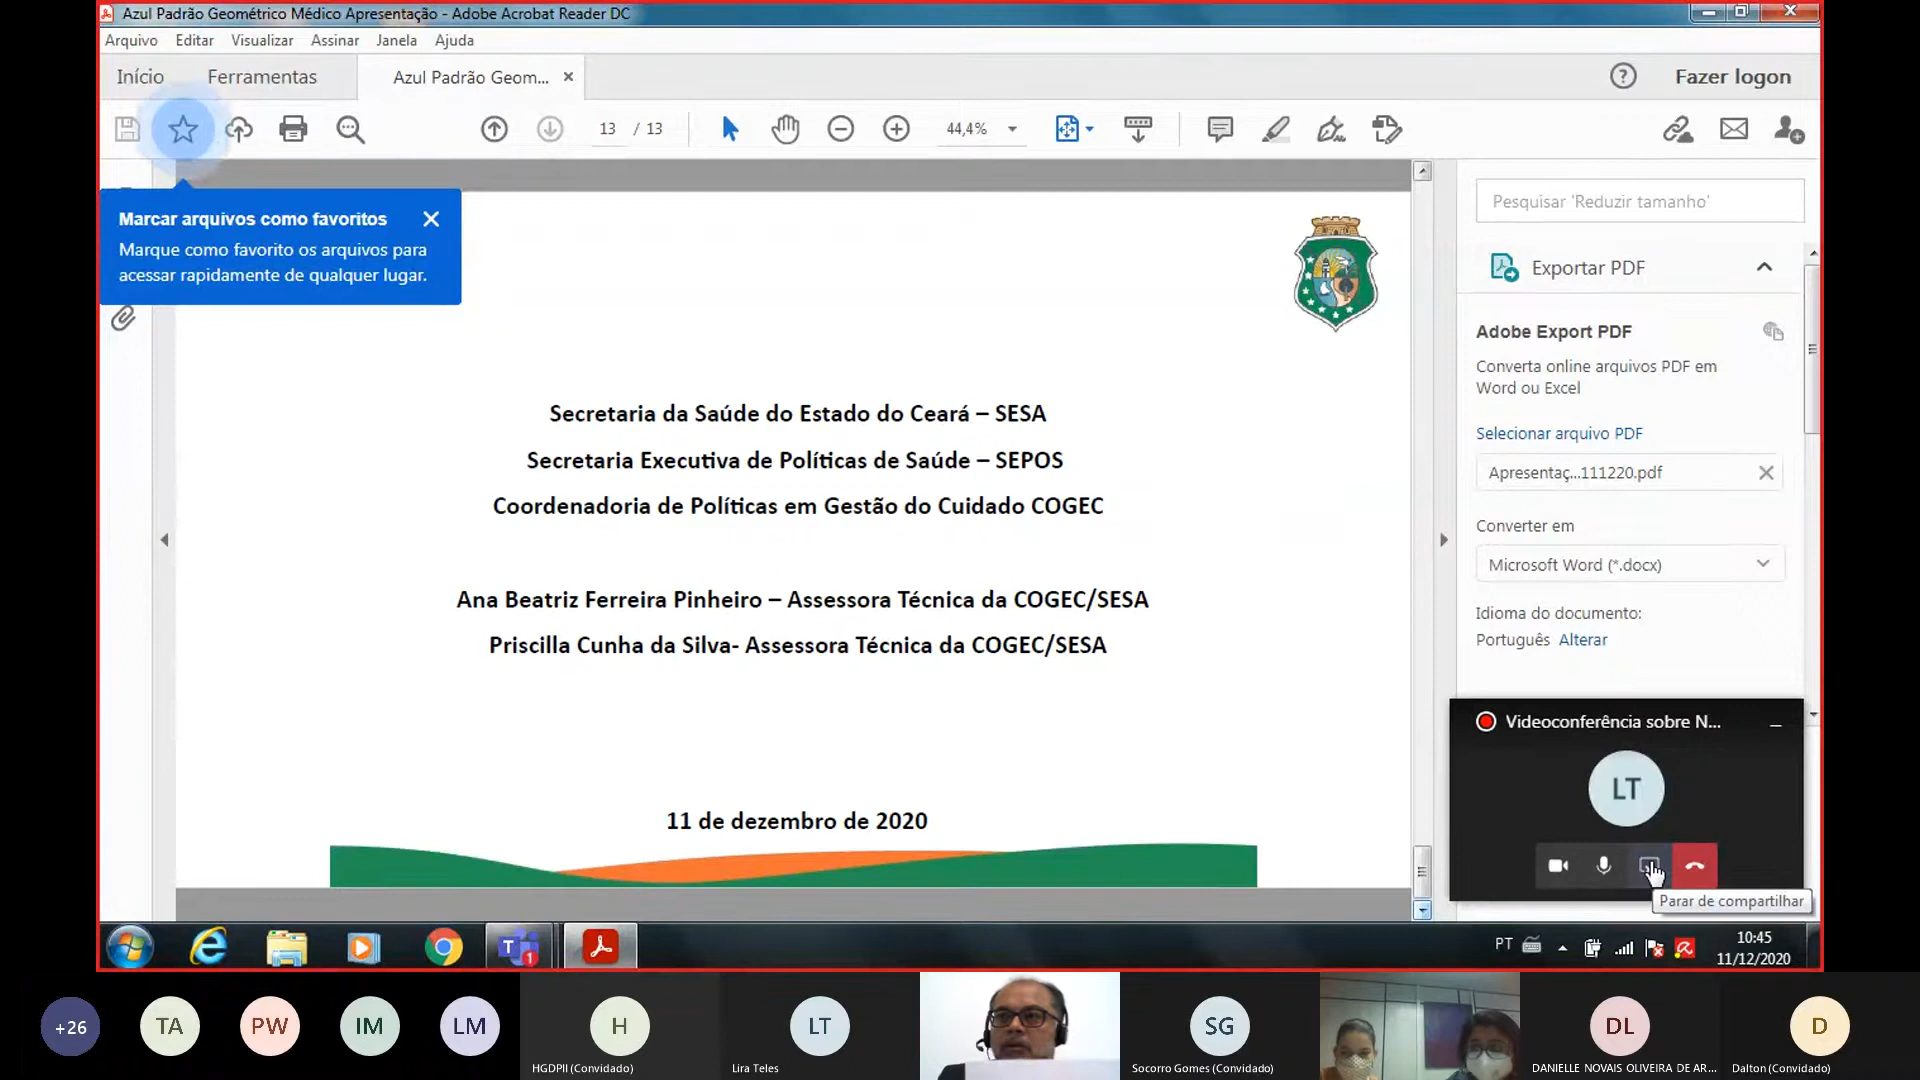 Azul Padrão Geométrico Médico Apresentação - Adobe Acrobat Reader DC
Arquivo Editar Visualizar Assinar Janela Ajuda
Início Ferramentas Azul Padrão Geom... × Fazer logon
13 / 13 44,4%
Marcar arquivos como favoritos
Marque como favorito os arquivos para
acessar rapidamente de qualquer lugar.
Secretaria da Saúde do Estado do Ceará – SESA
Secretaria Executiva de Políticas de Saúde – SEPOS
Coordenadoria de Políticas em Gestão do Cuidado COGEC
Ana Beatriz Ferreira Pinheiro – Assessora Técnica da COGEC/SESA
Priscilla Cunha da Silva- Assessora Técnica da COGEC/SESA
11 de dezembro de 2020
Pesquisar 'Reduzir tamanho'
Exportar PDF
Adobe Export PDF
Converta online arquivos PDF em
Word ou Excel
Selecionar arquivo PDF
Apresentaç...111220.pdf
Converter em
Microsoft Word (*.docx)
Idioma do documento:
Português Alterar
Videoconferência sobre N...
LT
Parar de compartilhar
PT
10:45
11/12/2020
+26
TA
PW
IM
LM
H
HGDPII (Convidado)
LT
Lira Teles
SG
Socorro Gomes (Convidado)
DL
DANIELLE NOVAIS OLIVEIRA DE AR...
D
Dalton (Convidado)